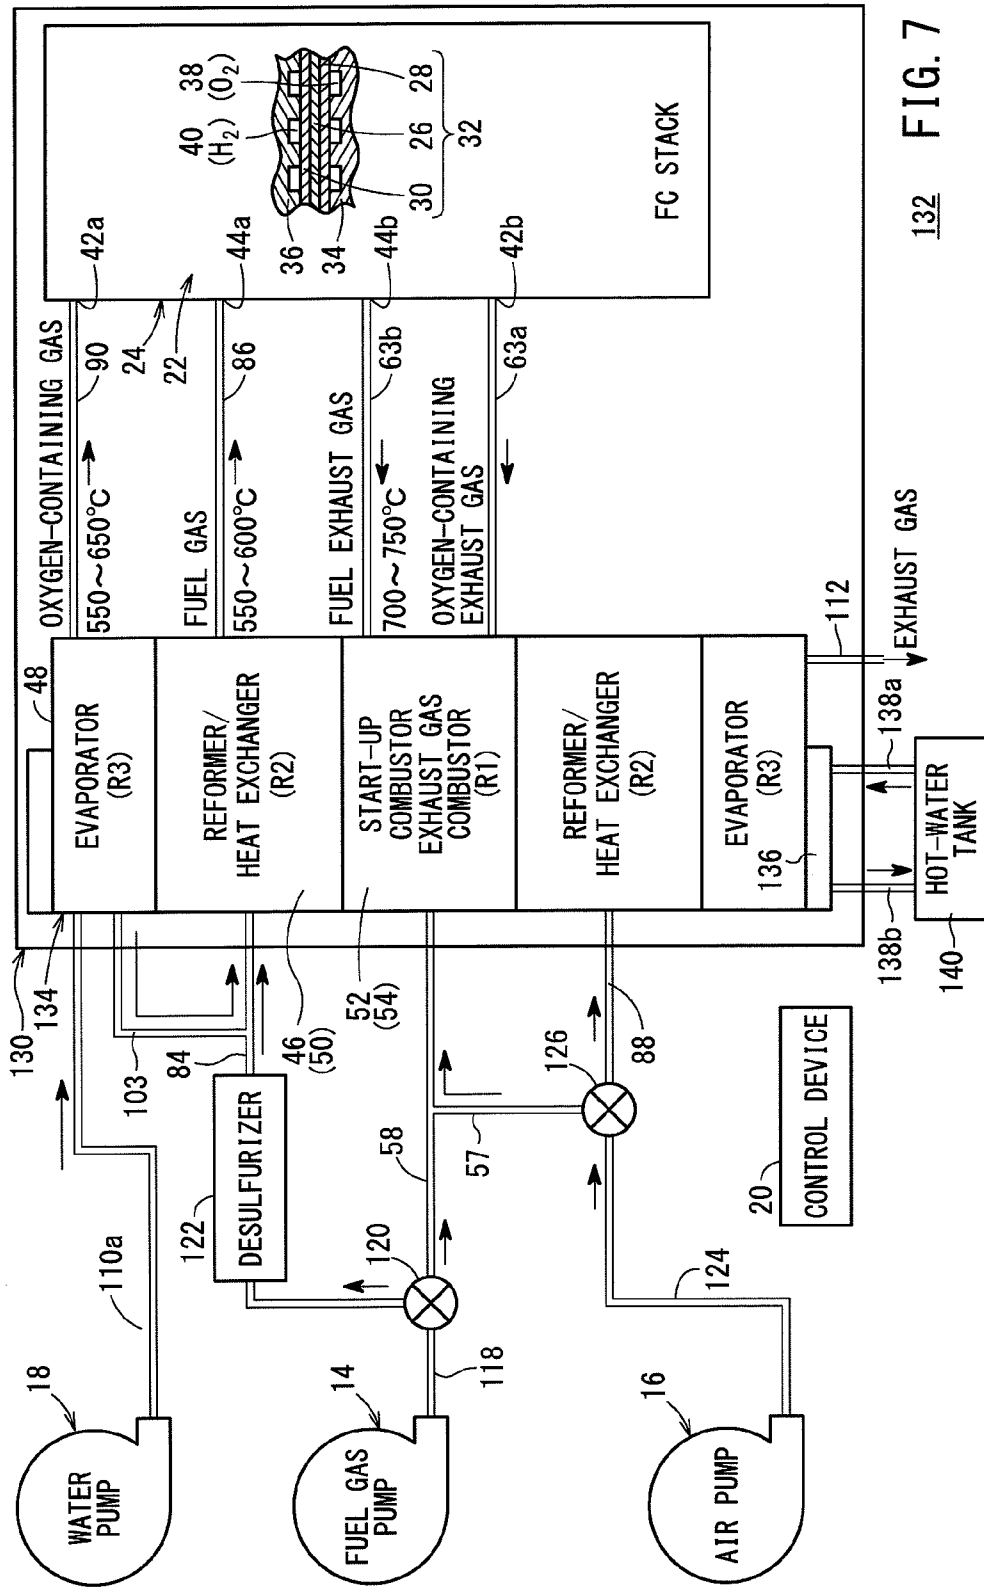 FIG. 7
132
130
134
48
EVAPORATOR
(R3)
REFORMER/
HEAT EXCHANGER
(R2)
START-UP
COMBUSTOR
EXHAUST GAS
COMBUSTOR
(R1)
REFORMER/
HEAT EXCHANGER
(R2)
EVAPORATOR
(R3)
136
OXYGEN-CONTAINING GAS
550~650°C
90
42a
24
22
FUEL GAS
550~600°C
86
44a
FUEL EXHAUST GAS
700~750°C
63b
44b
OXYGEN-CONTAINING
EXHAUST GAS
63a
42b
40
(H2)
38
(O2)
36
34
30
26
28
32
FC STACK
18
WATER
PUMP
110a
103
84
122
DESULFURIZER
46
(50)
52
(54)
14
FUEL GAS
PUMP
118
120
58
57
126
88
16
AIR PUMP
124
20
CONTROL DEVICE
138b
138a
140
HOT-WATER
TANK
112
EXHAUST GAS